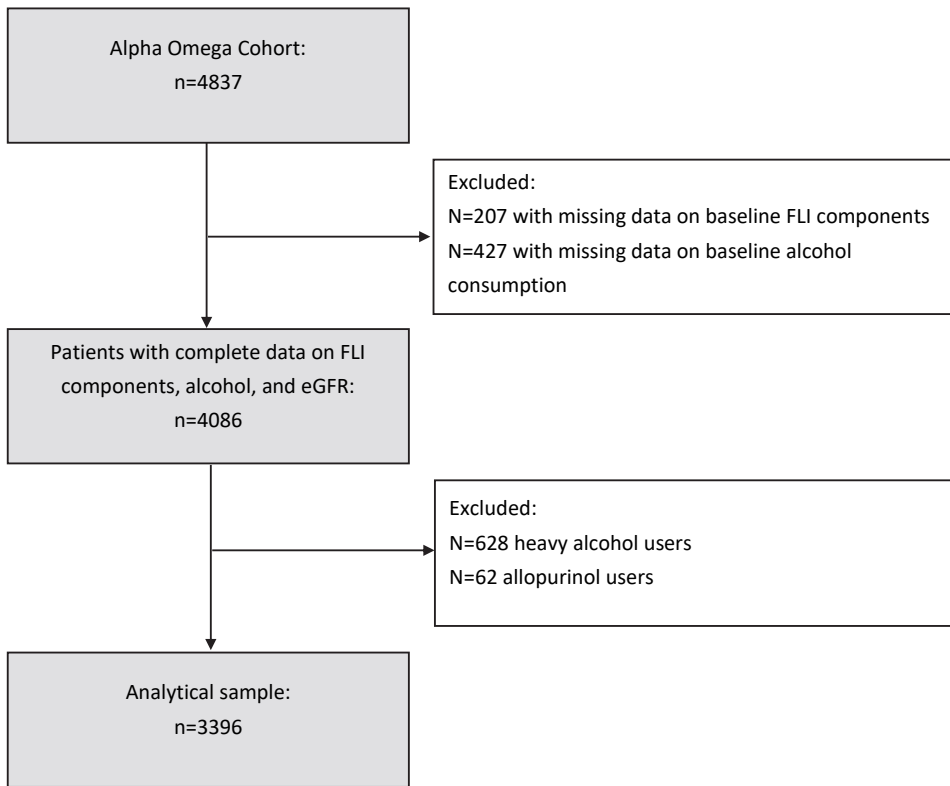 Alpha Omega Cohort:
n=4837
Excluded:
N=207 with missing data on baseline FLI components
N=427 with missing data on baseline alcohol
consumption
Patients with complete data on FLI
components, alcohol, and eGFR:
n=4086
Excluded:
N=628 heavy alcohol users
N=62 allopurinol users
Analytical sample:
n=3396